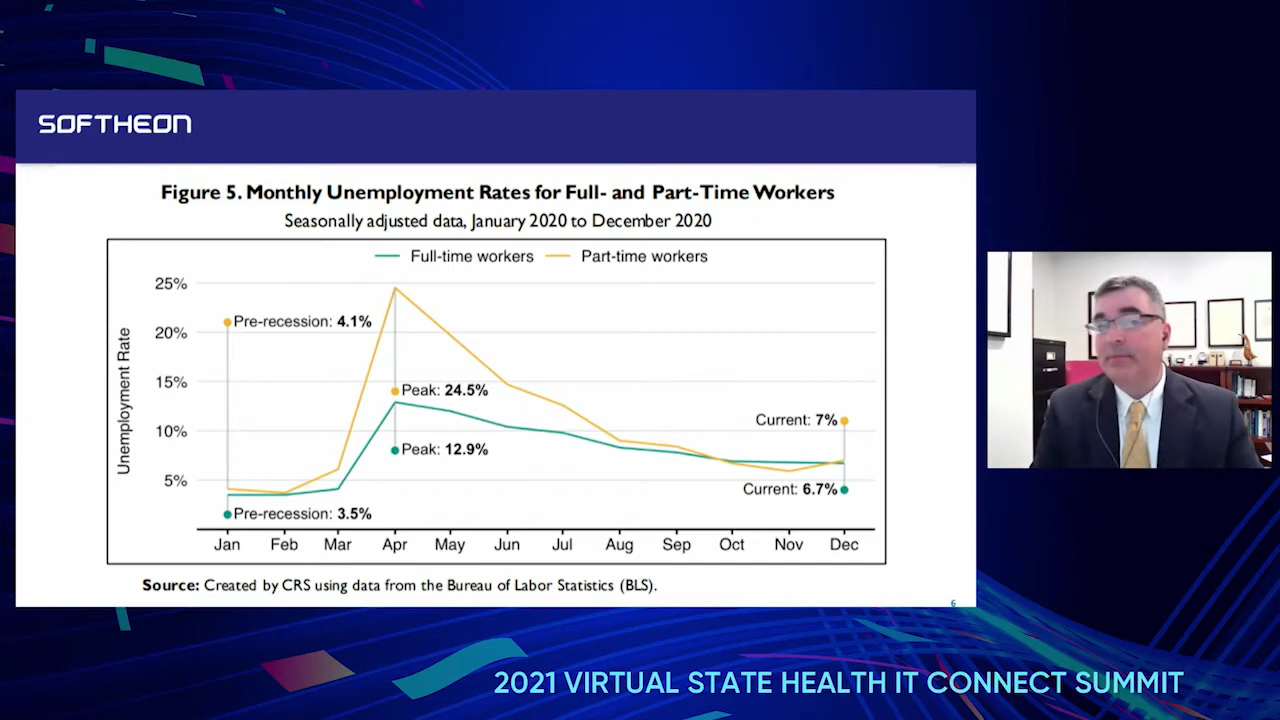 SOFTHEON
Figure 5. Monthly Unemployment Rates for Full- and Part-Time Workers
Seasonally adjusted data, January 2020 to December 2020
Full-time workers Part-time workers
Unemployment Rate
25%
20%
15%
10%
5%
Pre-recession: 4.1%
Peak: 24.5%
Current: 7%
Peak: 12.9%
Current: 6.7%
Pre-recession: 3.5%
Jan Feb Mar Apr May Jun Jul Aug Sep Oct Nov Dec
Source: Created by CRS using data from the Bureau of Labor Statistics (BLS).
6
2021 VIRTUAL STATE HEALTH IT CONNECT SUMMIT